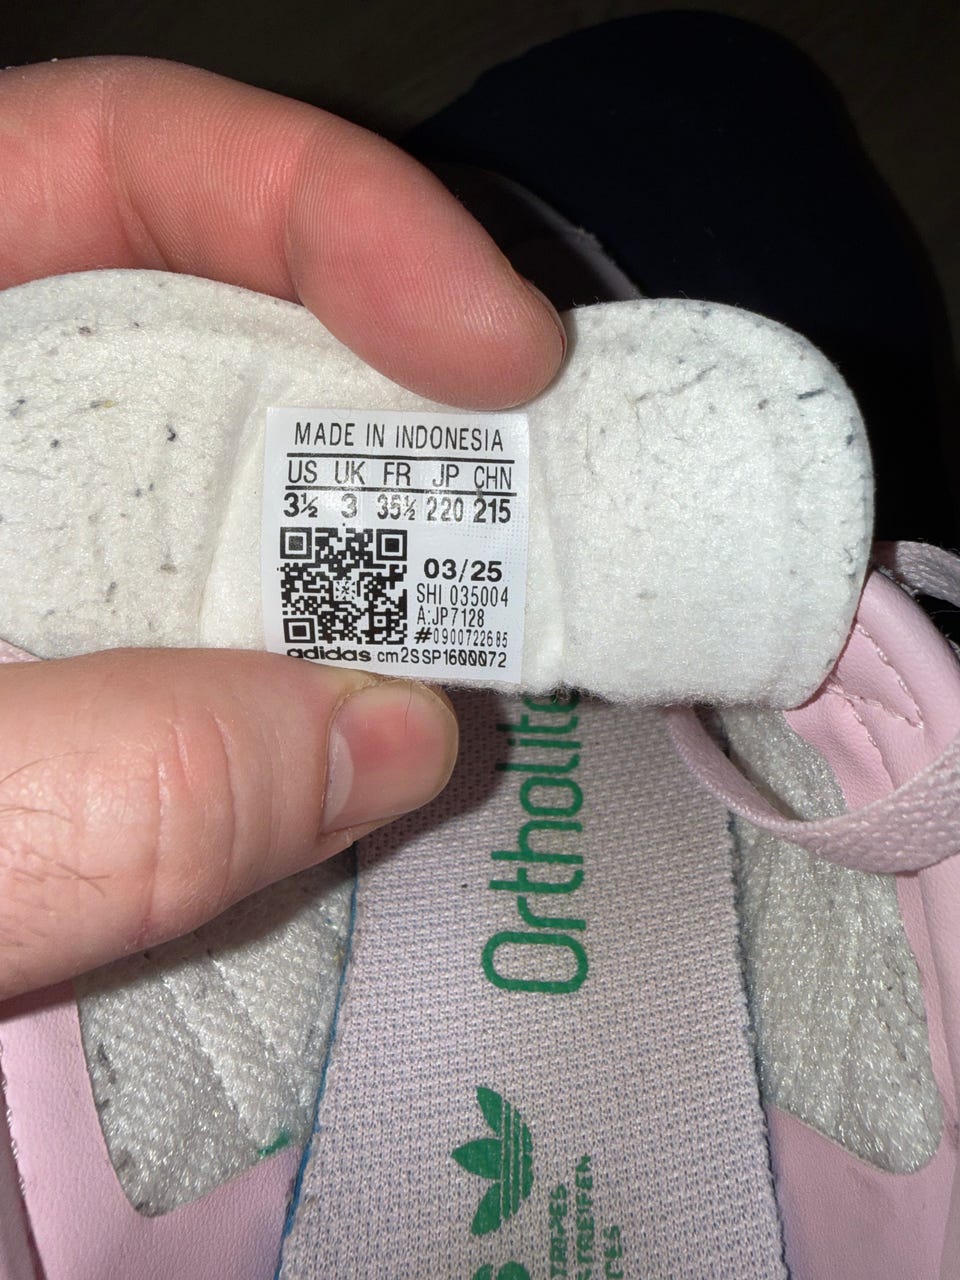 MADE IN INDONESIA
US UK FR JP CHN
3½ 3 35½ 220 215
03/25
SHI 035004
A:JP7128
#0900722685
adidas cm2SSP1600072
Ortholite